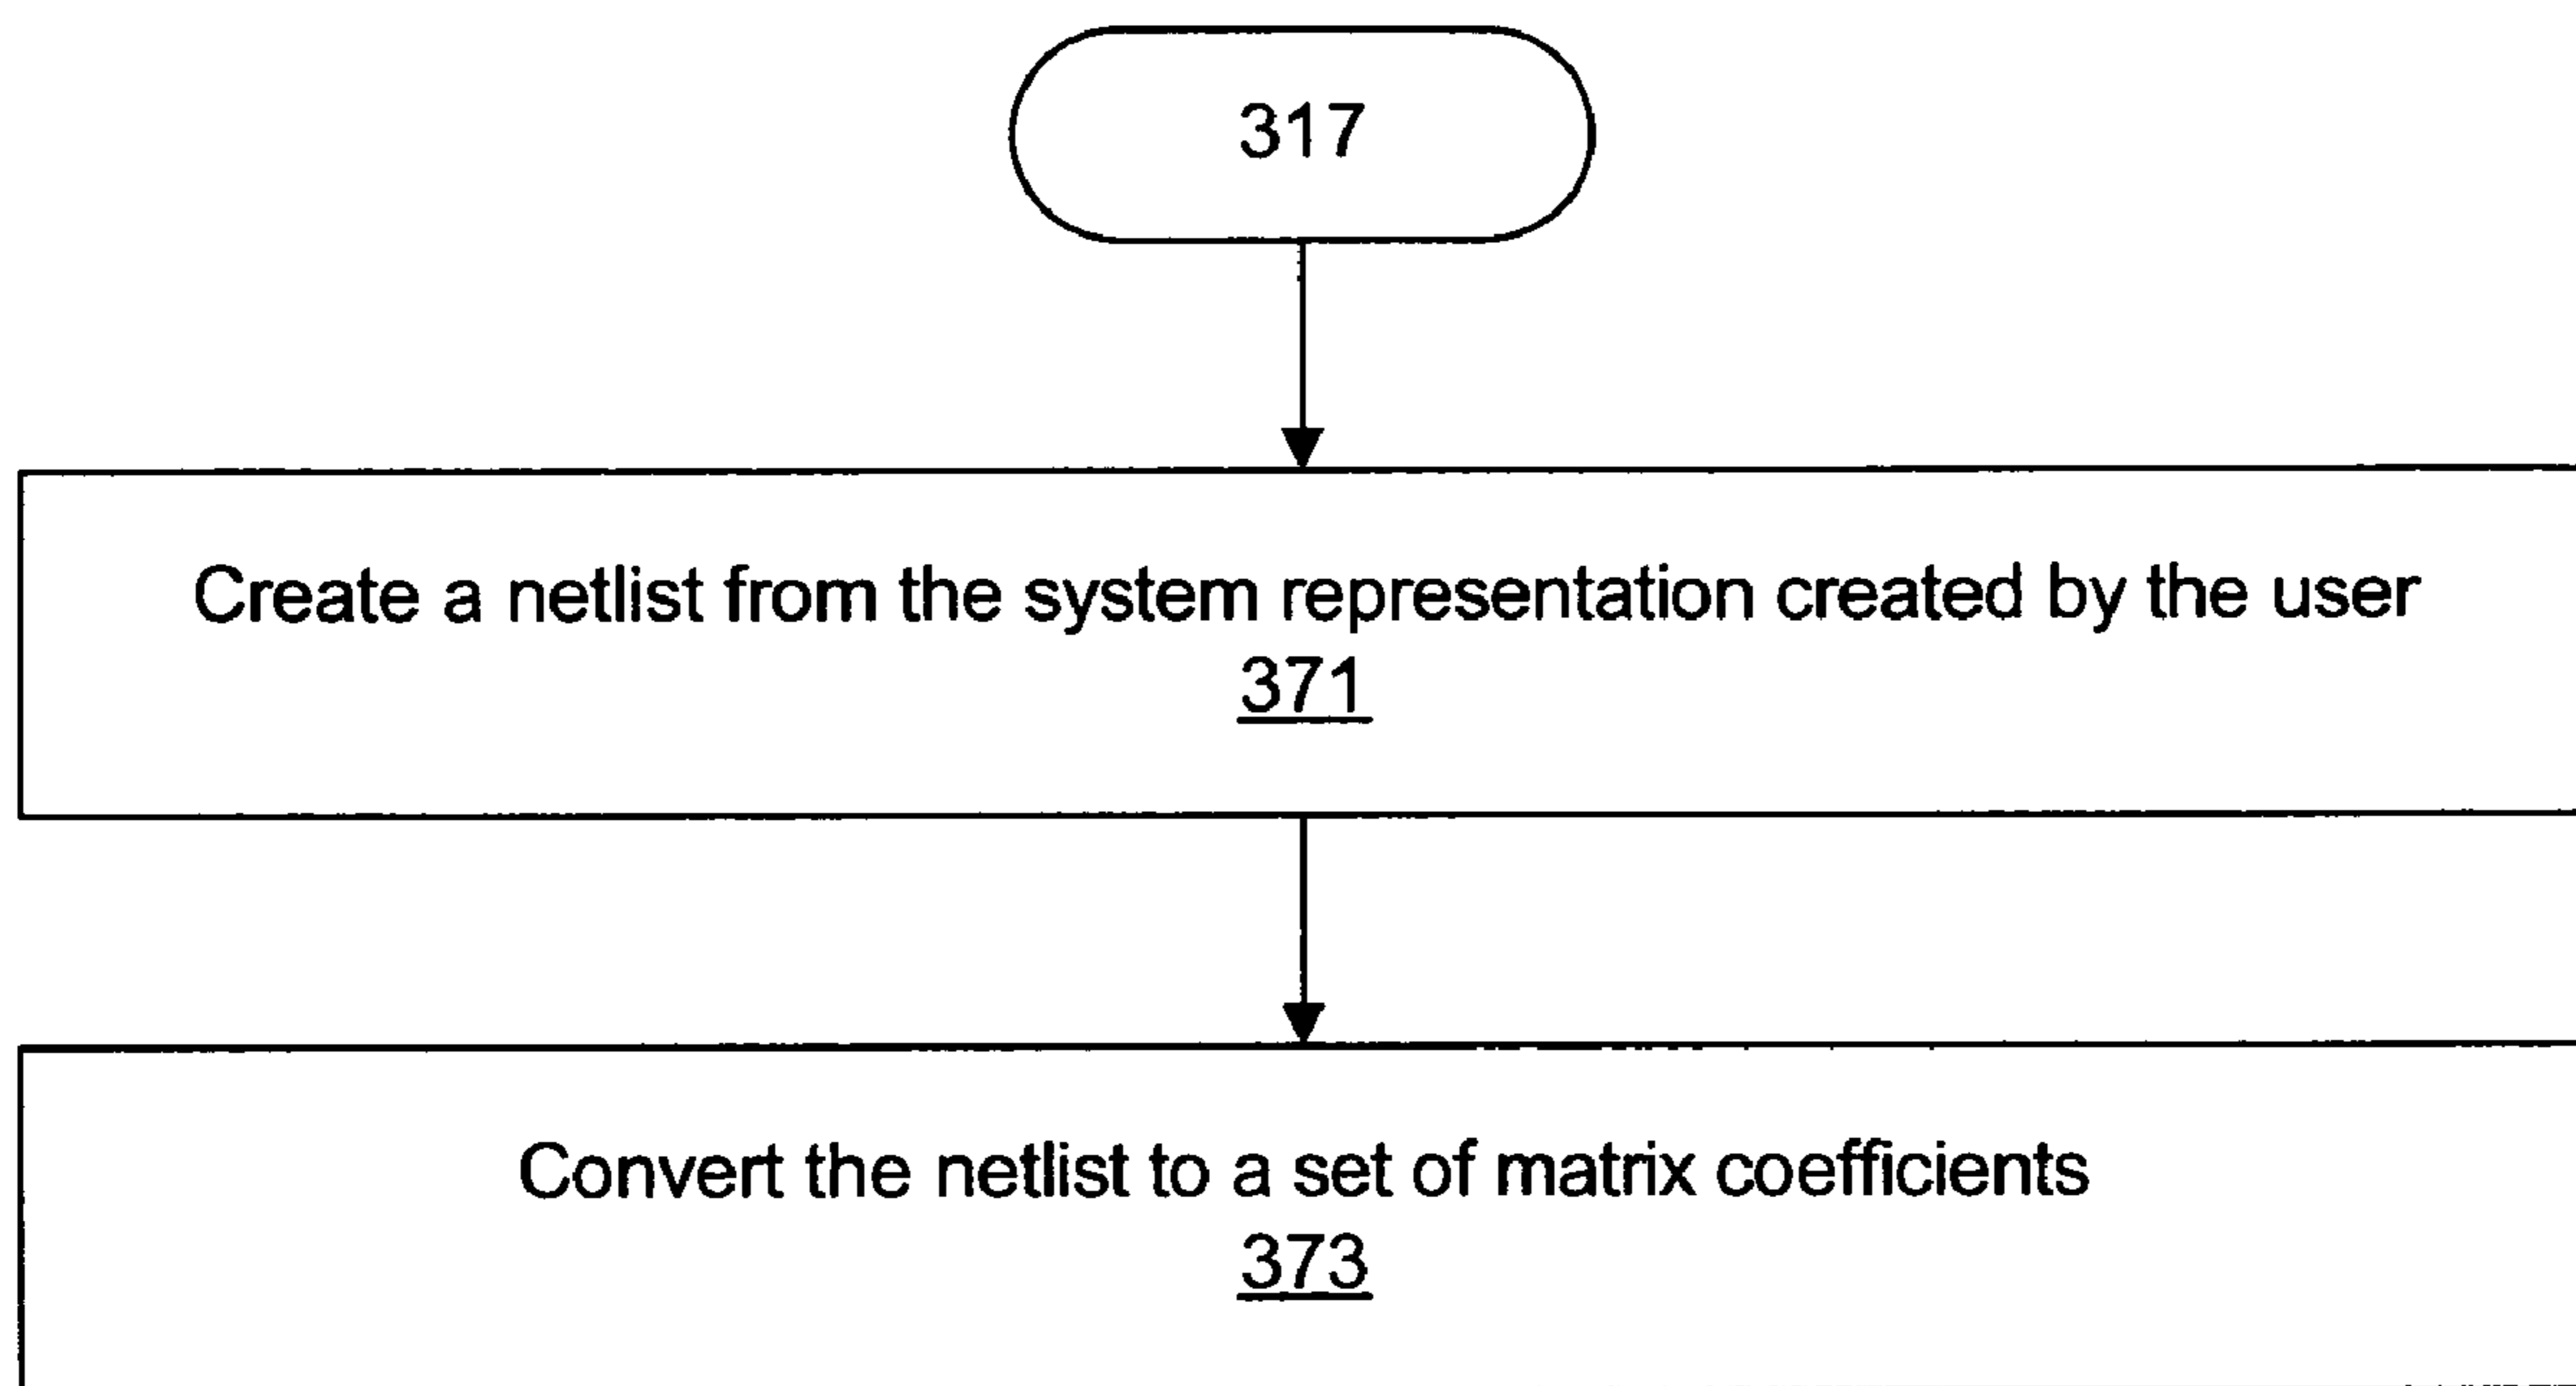 317
Create a netlist from the system representation created by the user
371
Convert the netlist to a set of matrix coefficients
373